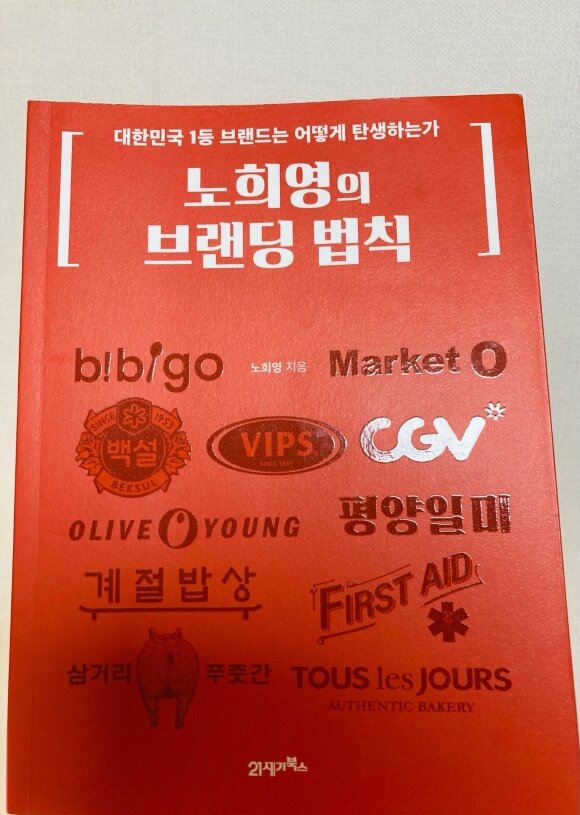 대한민국 1등 브랜드는 어떻게 탄생하는가
노희영의
브랜딩 법칙
b!b!go 노희영 지음 Market O
SINCE 1953
백설
BEKSUL
VIPS
SINCE 1997
CGV
OLIVE O YOUNG
평양일미
계절밥상
FIRST AID
삼거리 푸줏간
TOUS les JOURS
AUTHENTIC BAKERY
21세기북스